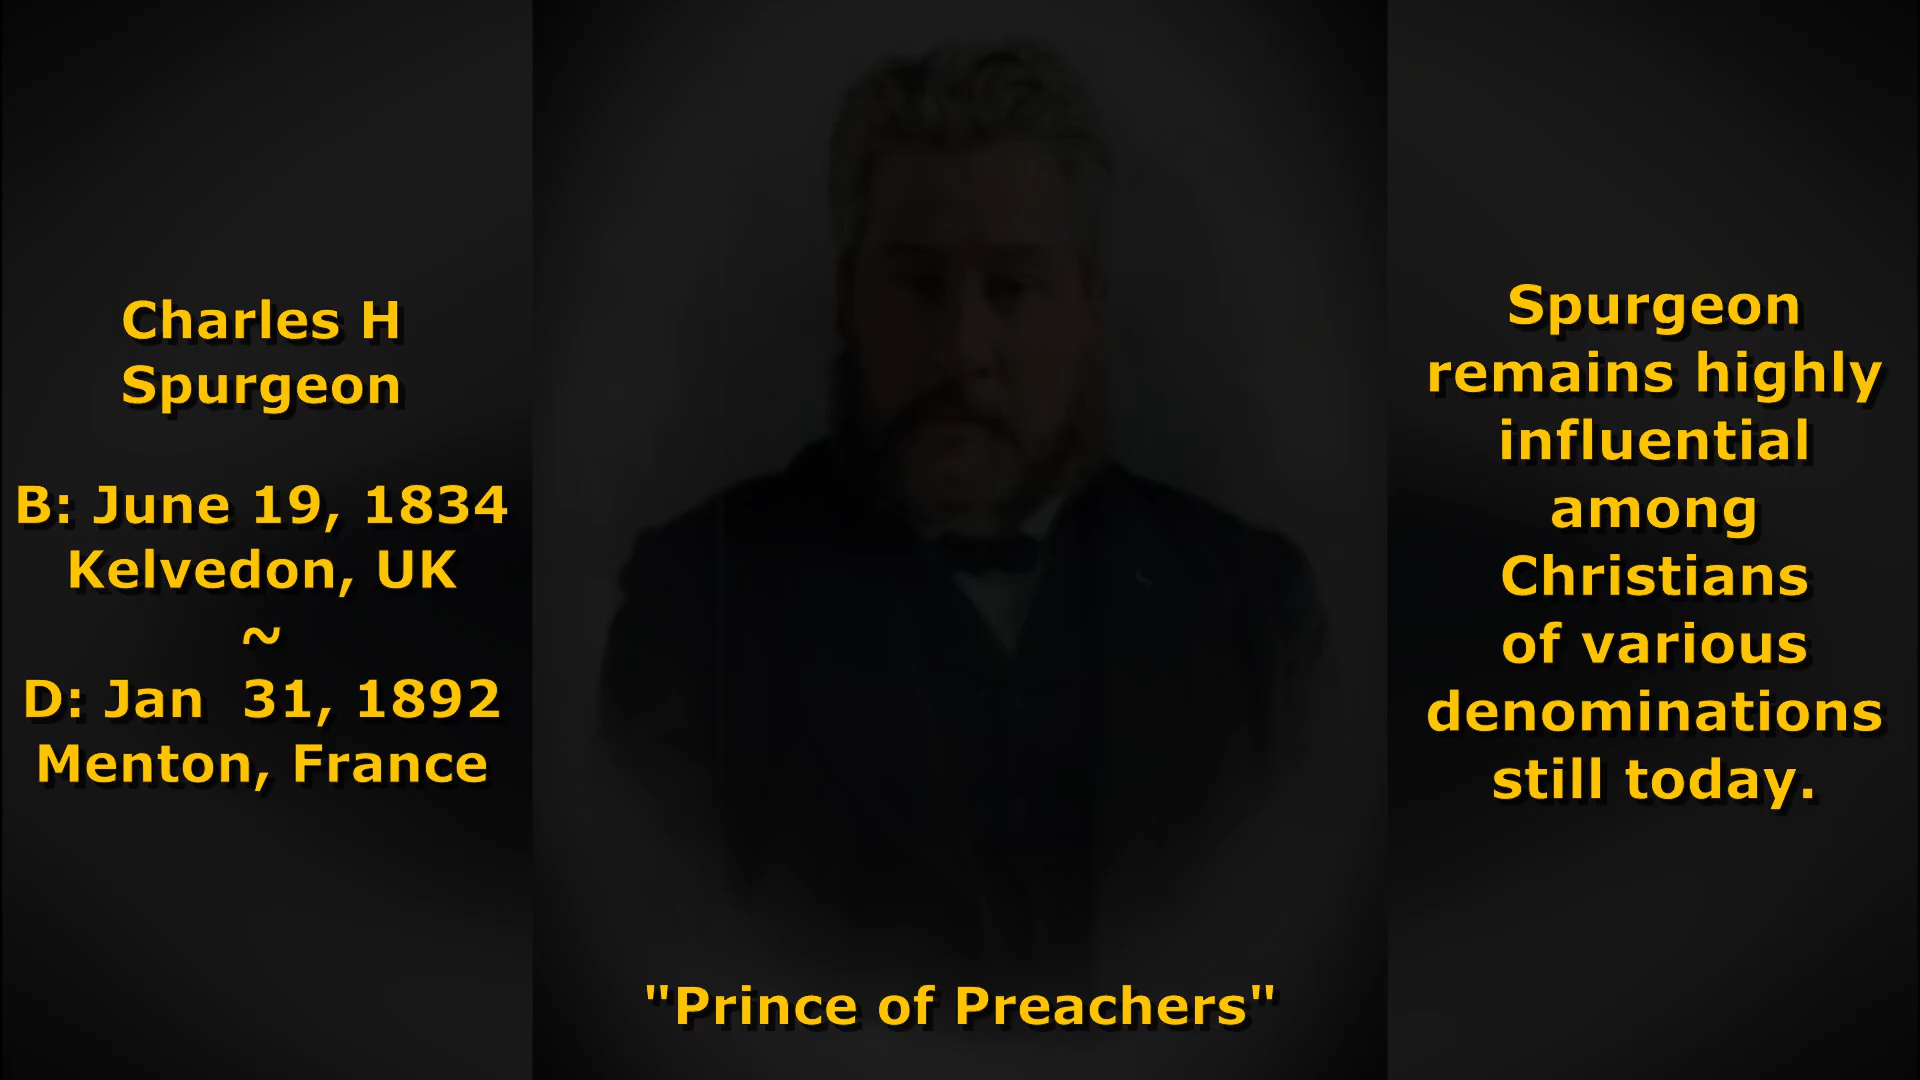 Charles H
Spurgeon
B: June 19, 1834
Kelvedon, UK
~
D: Jan  31, 1892
Menton, France
Spurgeon
remains highly
influential
among
Christians
of various
denominations
still today.
"Prince of Preachers"